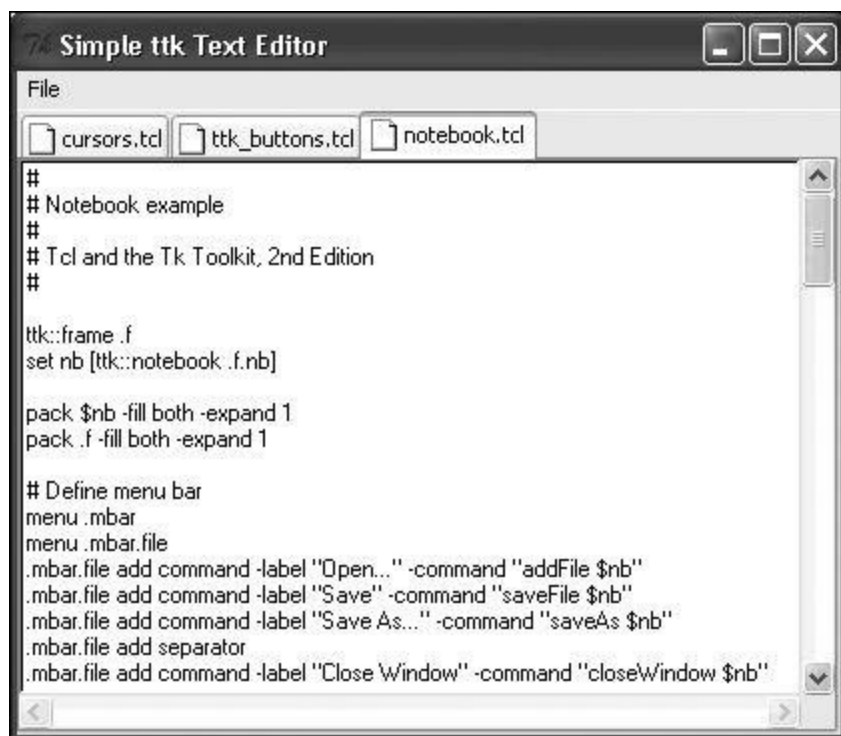 Simple ttk Text Editor
File
cursors.tcl ttk_buttons.tcl notebook.tcl
#
# Notebook example
#
# Tcl and the Tk Toolkit, 2nd Edition
#
ttk::frame .f
set nb [ttk::notebook .f.nb]
pack $nb -fill both -expand 1
pack .f -fill both -expand 1
# Define menu bar
menu .mbar
menu .mbar.file
.mbar.file add command -label "Open..." -command "addFile $nb"
.mbar.file add command -label "Save" -command "saveFile $nb"
.mbar.file add command -label "Save As..." -command "saveAs $nb"
.mbar.file add separator
.mbar.file add command -label "Close Window" -command "closeWindow $nb"